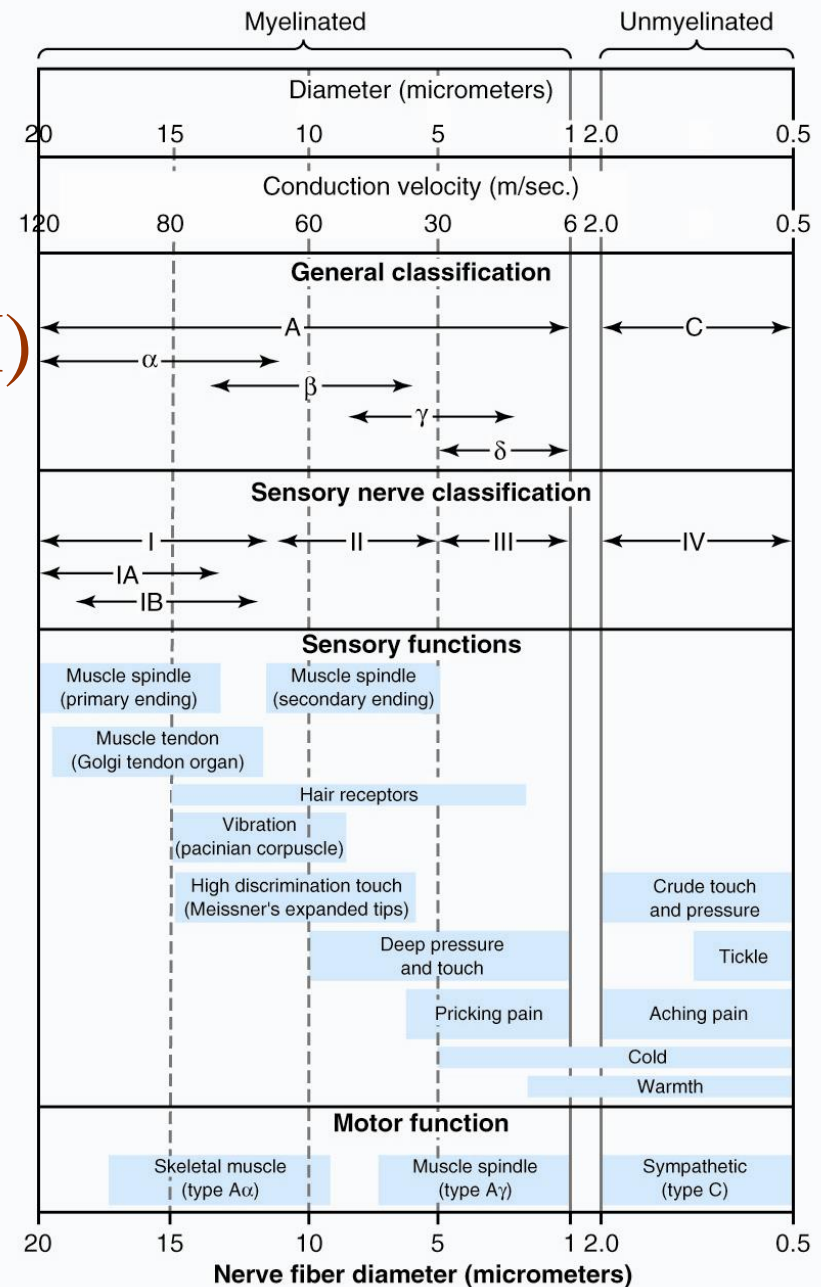 Myelinated Unmyelinated
Diameter (micrometers)
20 15 10 5 1 2.0 0.5
Conduction velocity (m/sec.)
120 80 60 30 6 2.0 0.5
General classification
A C
α
β
γ
δ
Sensory nerve classification
I II III IV
IA
IB
Sensory functions
Muscle spindle Muscle spindle
(primary ending) (secondary ending)
Muscle tendon
(Golgi tendon organ)
Hair receptors
Vibration
(pacinian corpuscle)
High discrimination touch Crude touch
(Meissner's expanded tips) and pressure
Deep pressure
and touch
Tickle
Pricking pain Aching pain
Cold
Warmth
Motor function
Skeletal muscle Muscle spindle Sympathetic
(type Aα) (type Aγ) (type C)
20 15 10 5 1 2.0 0.5
Nerve fiber diameter (micrometers)